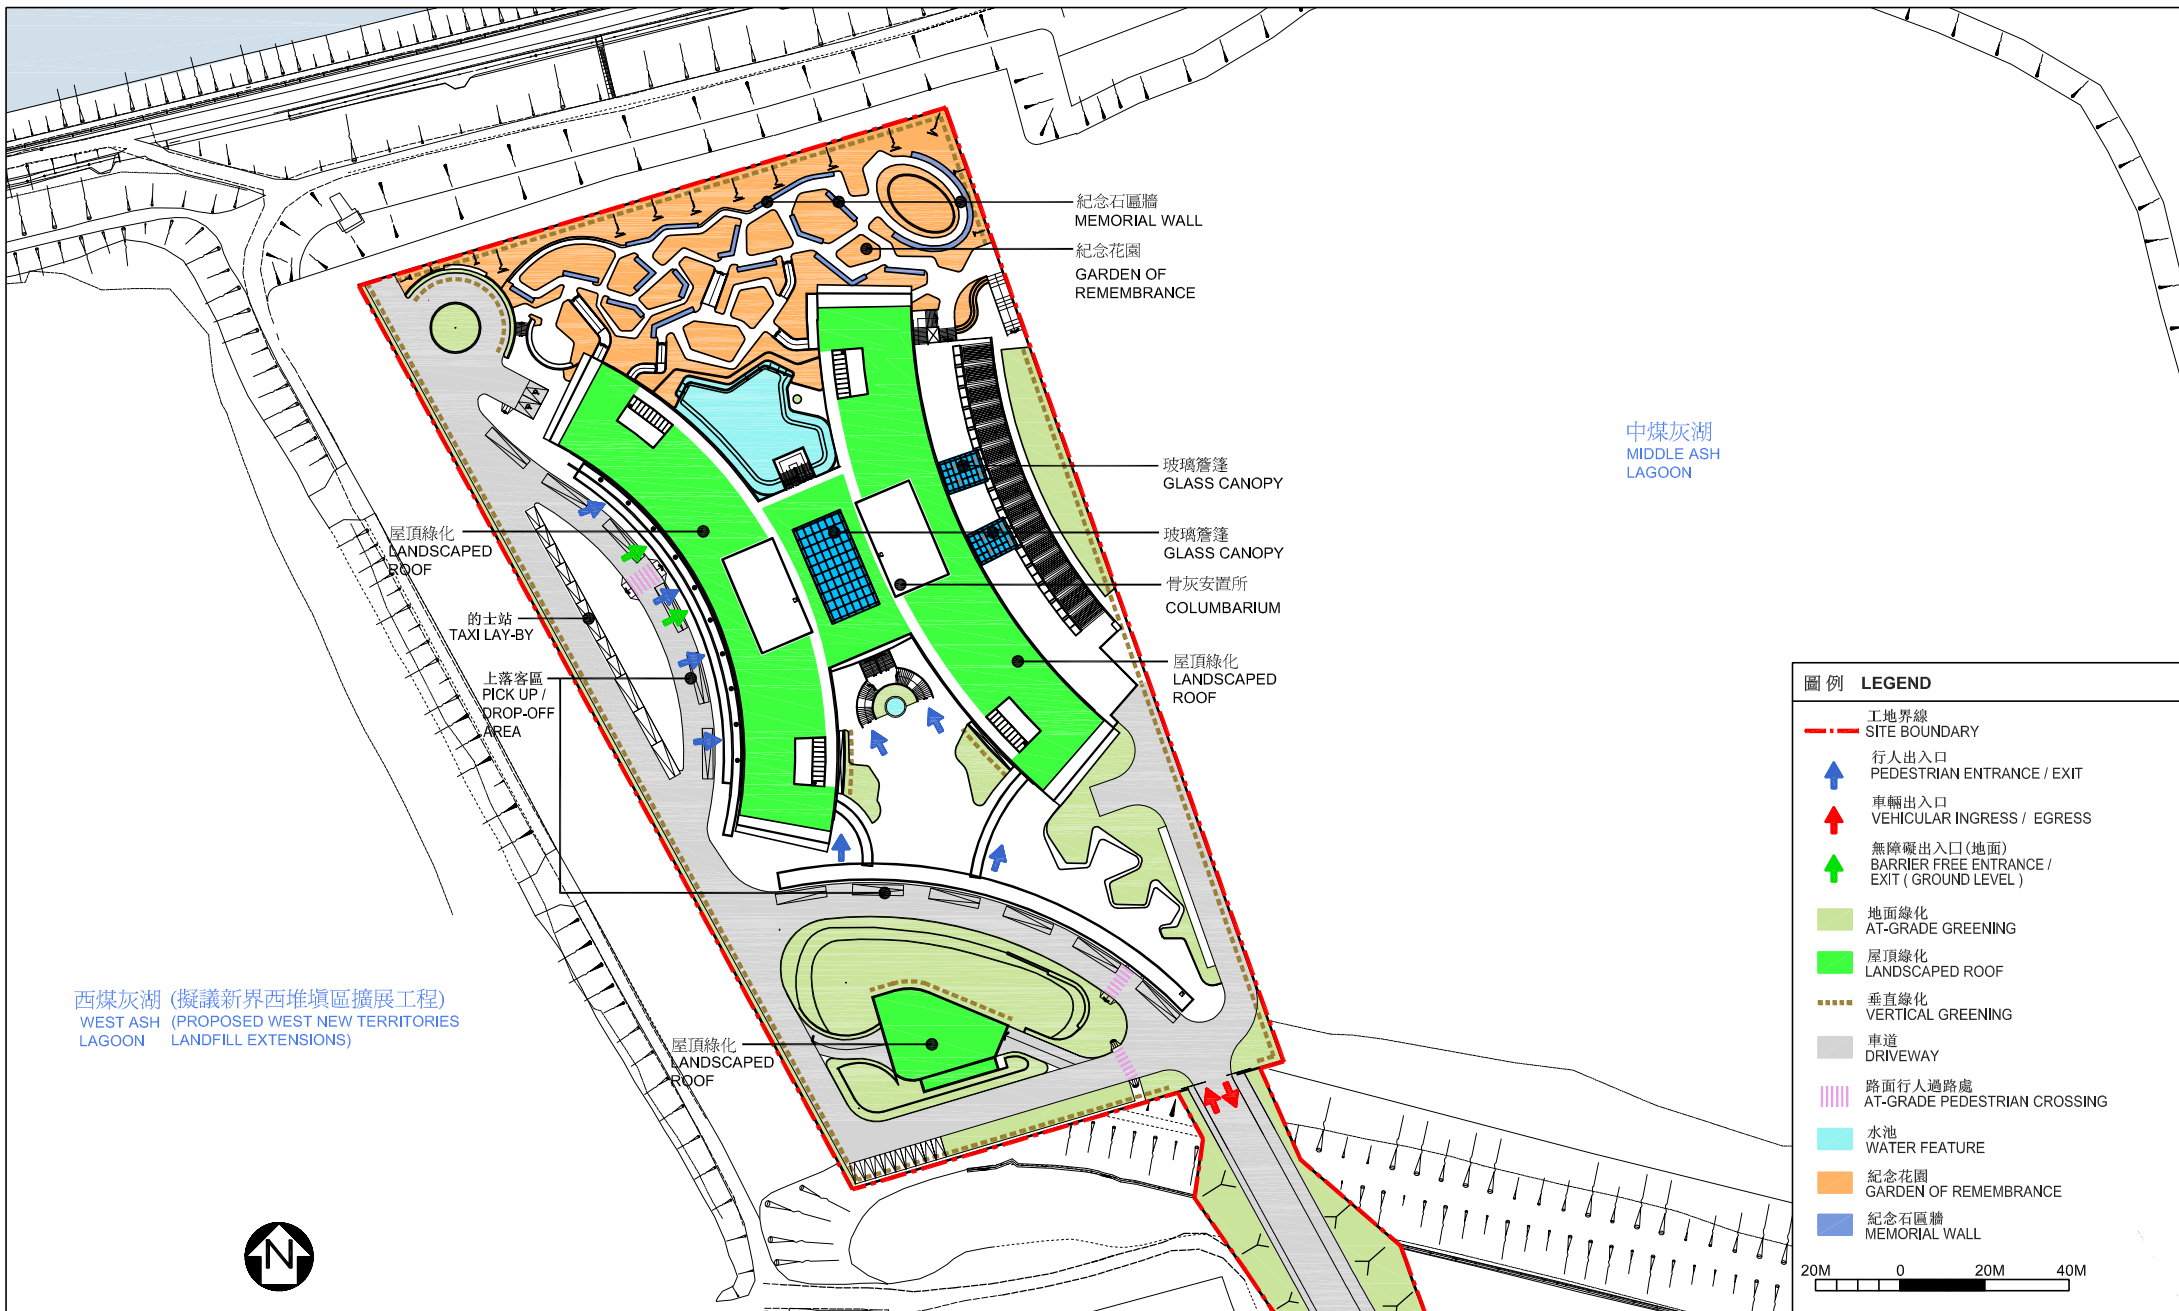 紀念石匾牆
MEMORIAL WALL
紀念花園
GARDEN OF
REMEMBRANCE
中煤灰湖
MIDDLE ASH
LAGOON
玻璃簷篷
GLASS CANOPY
玻璃簷篷
GLASS CANOPY
骨灰安置所
COLUMBARIUM
屋頂綠化
LANDSCAPED
ROOF
屋頂綠化
LANDSCAPED
ROOF
的士站
TAXI LAY-BY
上落客區
PICK UP /
DROP-OFF
AREA
西煤灰湖 (擬議新界西堆填區擴展工程)
WEST ASH (PROPOSED WEST NEW TERRITORIES
LAGOON LANDFILL EXTENSIONS)
屋頂綠化
LANDSCAPED
ROOF
N
圖例 LEGEND
工地界線
SITE BOUNDARY
行人出入口
PEDESTRIAN ENTRANCE / EXIT
車輛出入口
VEHICULAR INGRESS / EGRESS
無障礙出入口(地面)
BARRIER FREE ENTRANCE /
EXIT ( GROUND LEVEL )
地面綠化
AT-GRADE GREENING
屋頂綠化
LANDSCAPED ROOF
垂直綠化
VERTICAL GREENING
車道
DRIVEWAY
路面行人過路處
AT-GRADE PEDESTRIAN CROSSING
水池
WATER FEATURE
紀念花園
GARDEN OF REMEMBRANCE
紀念石匾牆
MEMORIAL WALL
20M 0 20M 40M